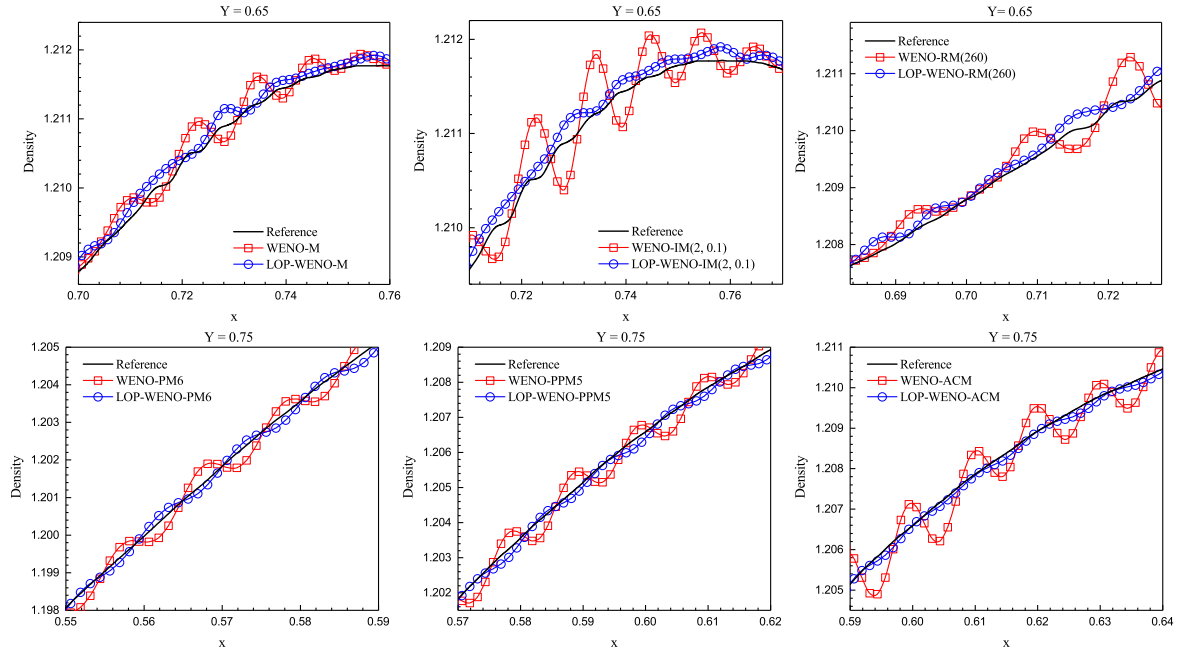 Y = 0.65
1.212
1.211
1.210
1.209
Density
Reference
WENO-M
LOP-WENO-M
0.70
0.72
0.74
0.76
x
Y = 0.65
1.212
1.211
1.210
Density
Reference
WENO-IM(2, 0.1)
LOP-WENO-IM(2, 0.1)
0.72
0.74
0.76
x
Y = 0.65
1.211
1.210
1.209
1.208
Density
Reference
WENO-RM(260)
LOP-WENO-RM(260)
0.69
0.70
0.71
0.72
x
Y = 0.75
1.205
1.204
1.203
1.202
1.201
1.200
1.199
1.198
Density
Reference
WENO-PM6
LOP-WENO-PM6
0.55
0.56
0.57
0.58
0.59
x
Y = 0.75
1.209
1.208
1.207
1.206
1.205
1.204
1.203
1.202
Density
Reference
WENO-PPM5
LOP-WENO-PPM5
0.57
0.58
0.59
0.60
0.61
0.62
x
Y = 0.75
1.211
1.210
1.209
1.208
1.207
1.206
1.205
Density
Reference
WENO-ACM
LOP-WENO-ACM
0.59
0.60
0.61
0.62
0.63
0.64
x